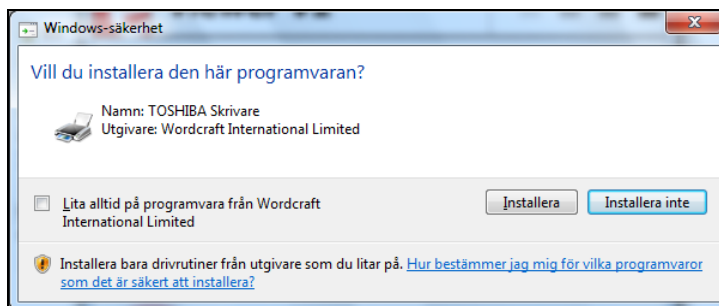 Windows-säkerhet
Vill du installera den här programvaran?
Namn: TOSHIBA Skrivare
Utgivare: Wordcraft International Limited
Lita alltid på programvara från Wordcraft
International Limited
Installera
Installera inte
Installera bara drivrutiner från utgivare som du litar på. Hur bestämmer jag mig för vilka programvaror
som det är säkert att installera?